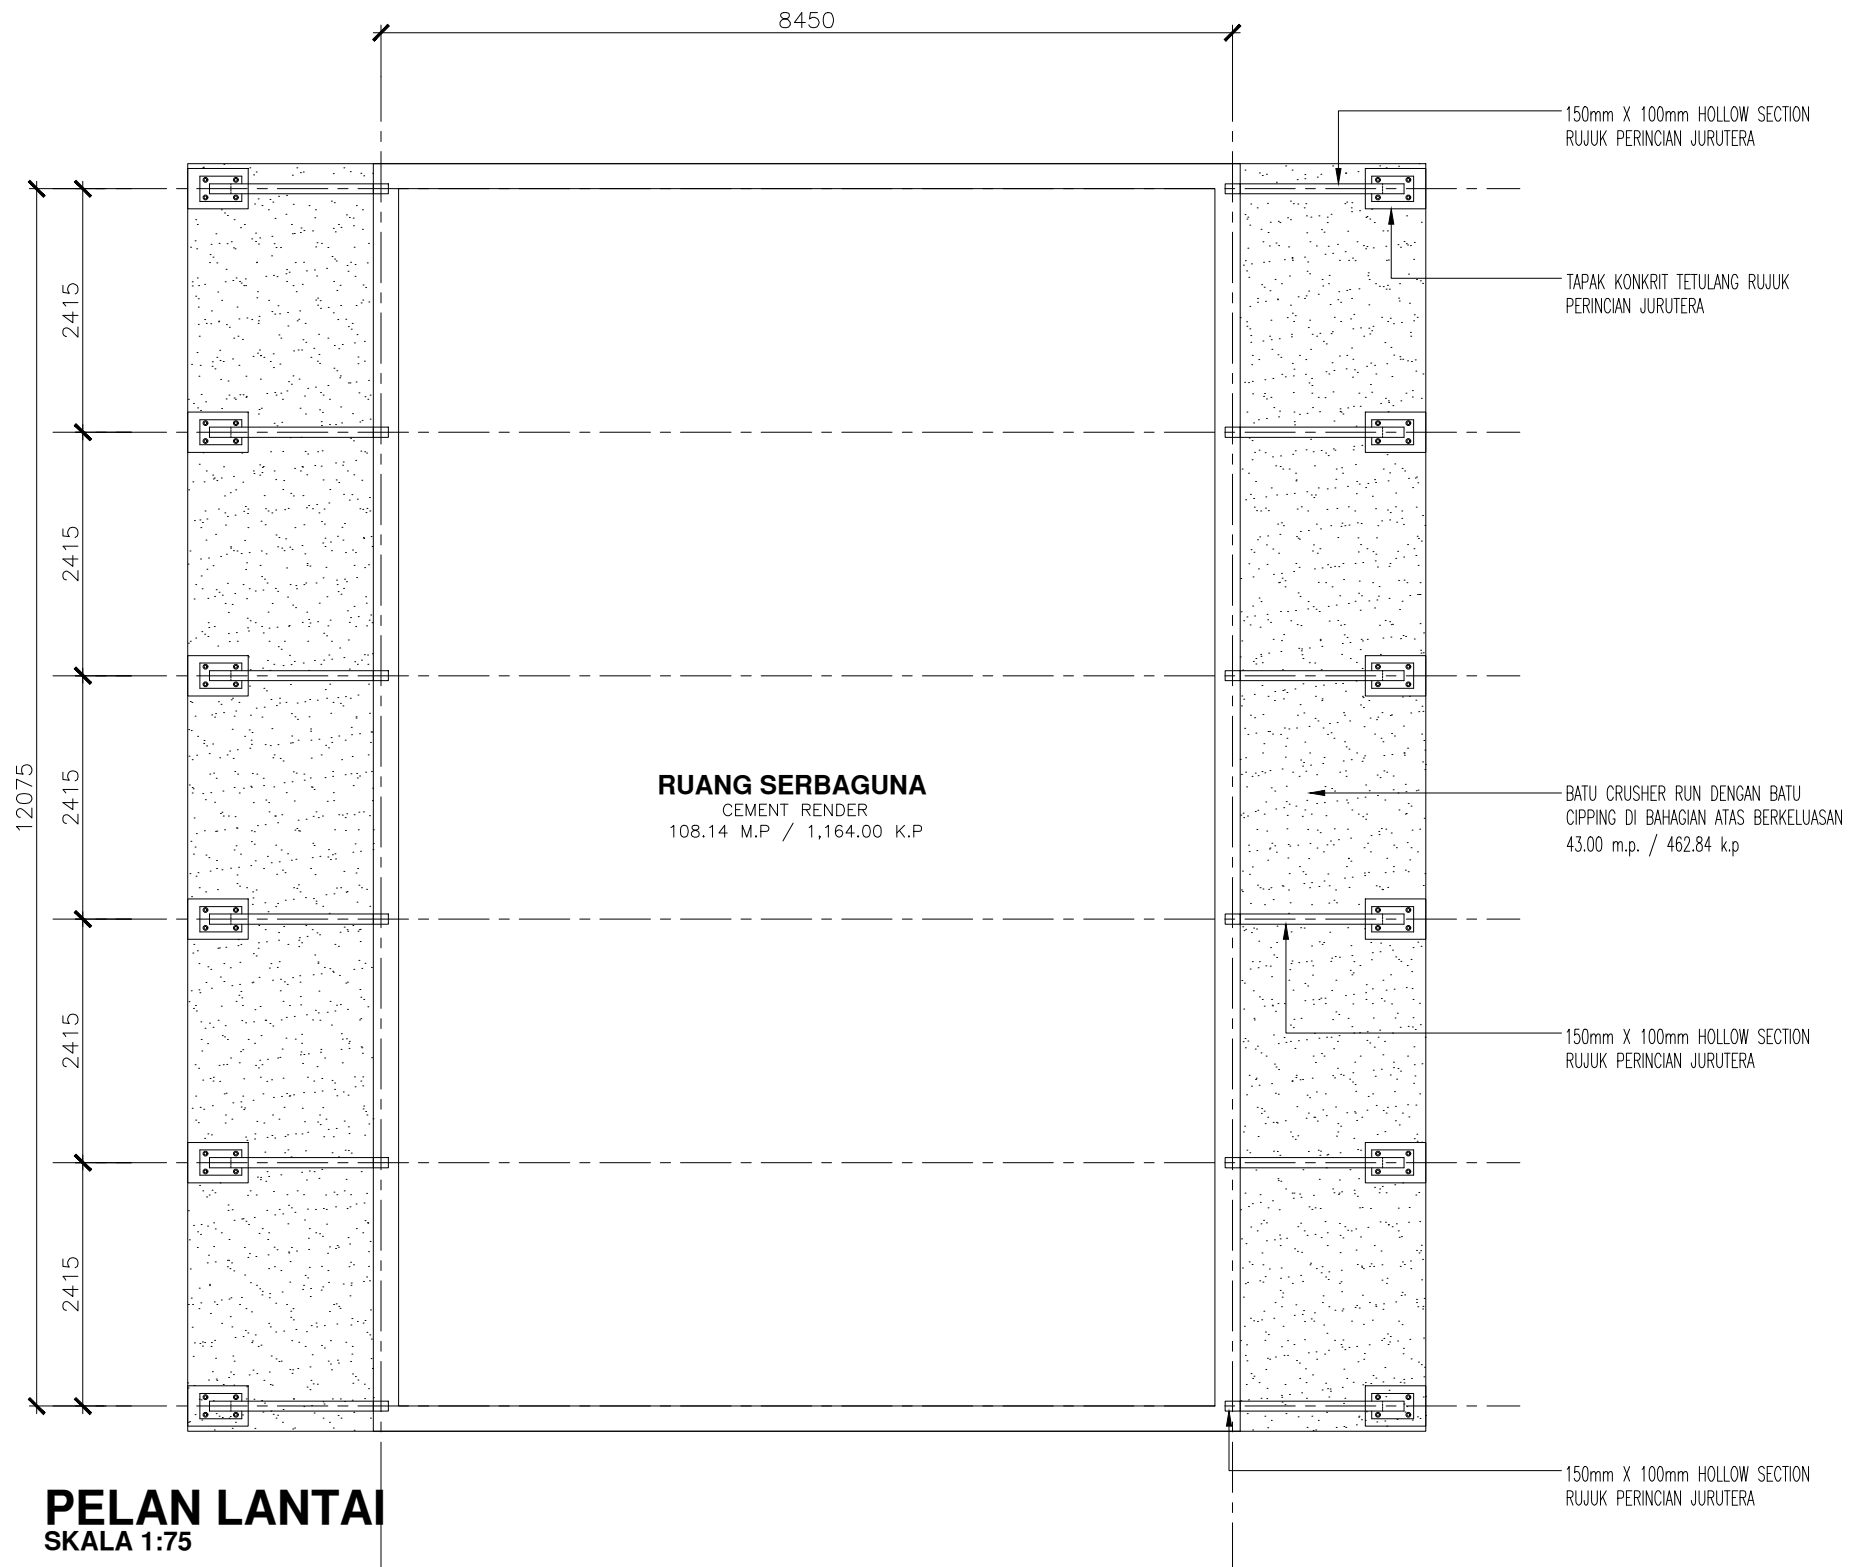 8450
150mm X 100mm HOLLOW SECTION
RUJUK PERINCIAN JURUTERA
TAPAK KONKRIT TETULANG RUJUK
PERINCIAN JURUTERA
2415
2415
2415
2415
2415
12075
RUANG SERBAGUNA
CEMENT RENDER
108.14 M.P / 1,164.00 K.P
BATU CRUSHER RUN DENGAN BATU
CIPPING DI BAHAGIAN ATAS BERKELUASAN
43.00 m.p. / 462.84 k.p
150mm X 100mm HOLLOW SECTION
RUJUK PERINCIAN JURUTERA
150mm X 100mm HOLLOW SECTION
RUJUK PERINCIAN JURUTERA
PELAN LANTAI
SKALA 1:75